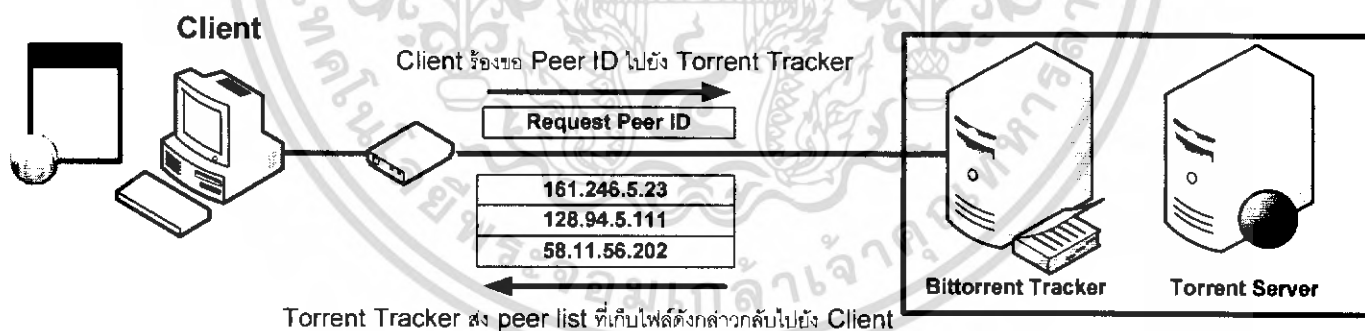 Client
Client ร้องขอ Peer ID ไปยัง Torrent Tracker
Request Peer ID
161.246.5.23
128.94.5.111
58.11.56.202
Bittorrent Tracker
Torrent Server
Torrent Tracker ส่ง peer list ที่เก็บไฟล์ดังกล่าวกลับไปยัง Client